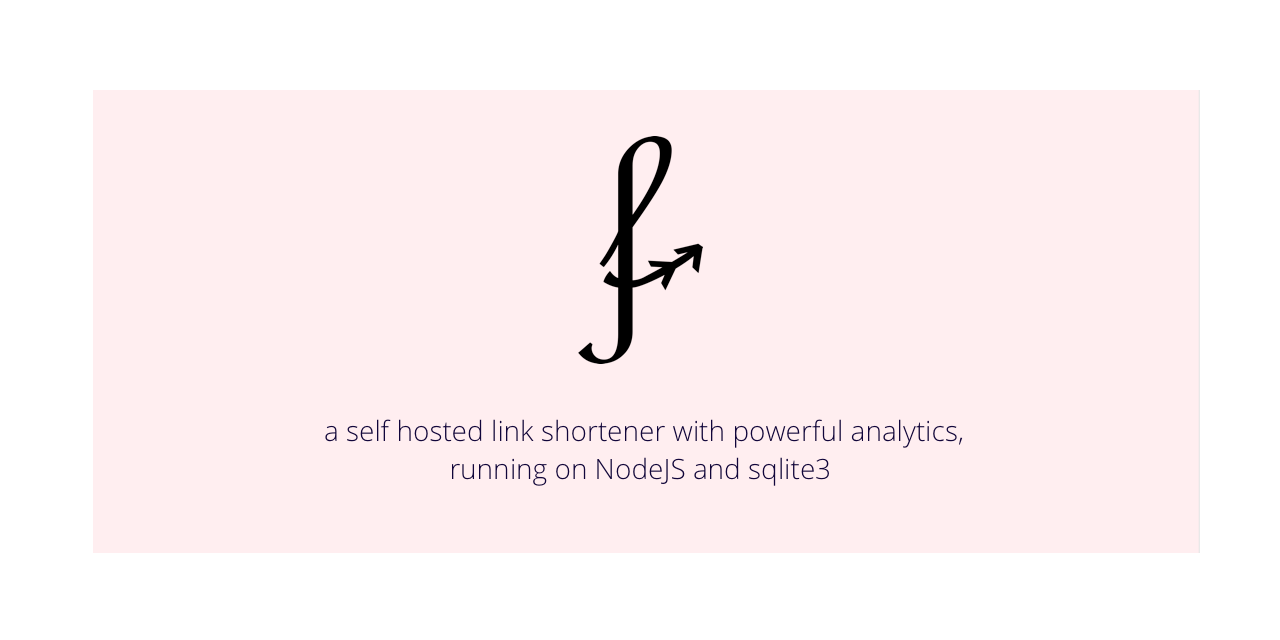 f
a self hosted link shortener with powerful analytics,
running on NodeJS and sqlite3